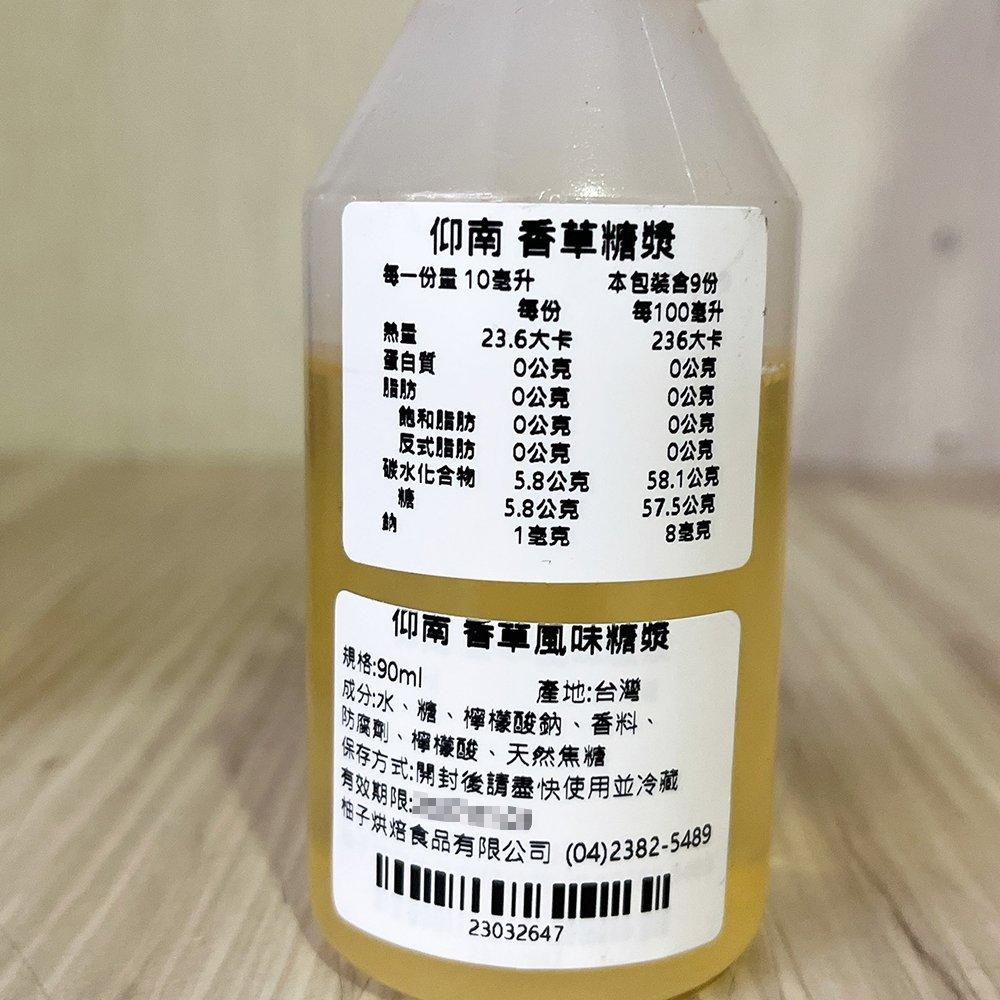 仰南 香草糖漿
每一份量 10毫升 本包裝含9份
每份 每100毫升
熱量 23.6大卡 236大卡
蛋白質 0公克 0公克
脂肪 0公克 0公克
飽和脂肪 0公克 0公克
反式脂肪 0公克 0公克
碳水化合物 5.8公克 58.1公克
糖 5.8公克 57.5公克
鈉 1毫克 8毫克
仰南 香草風味糖漿
規格:90ml 產地:台灣
成分:水、糖、檸檬酸鈉、香料、
防腐劑、檸檬酸、天然焦糖
保存方式:開封後請盡快使用並冷藏
有效期限:
柚子烘焙食品有限公司 (04)2382-5489
23032647